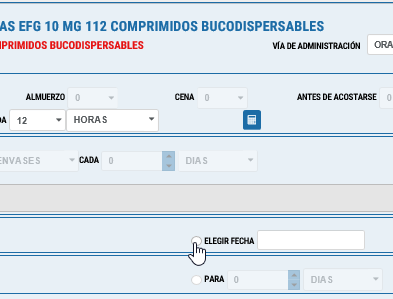 AS EFG 10 MG 112 COMPRIMIDOS BUCODISPERSABLES
MPRIMIDOS BUCODISPERSABLES VÍA DE ADMINISTRACIÓN ORA
ALMUERZO 0 CENA 0 ANTES DE ACOSTARSE 0
DA 12 HORAS
ENVASES CADA 0 DIAS
ELEGIR FECHA
PARA 0 DIAS